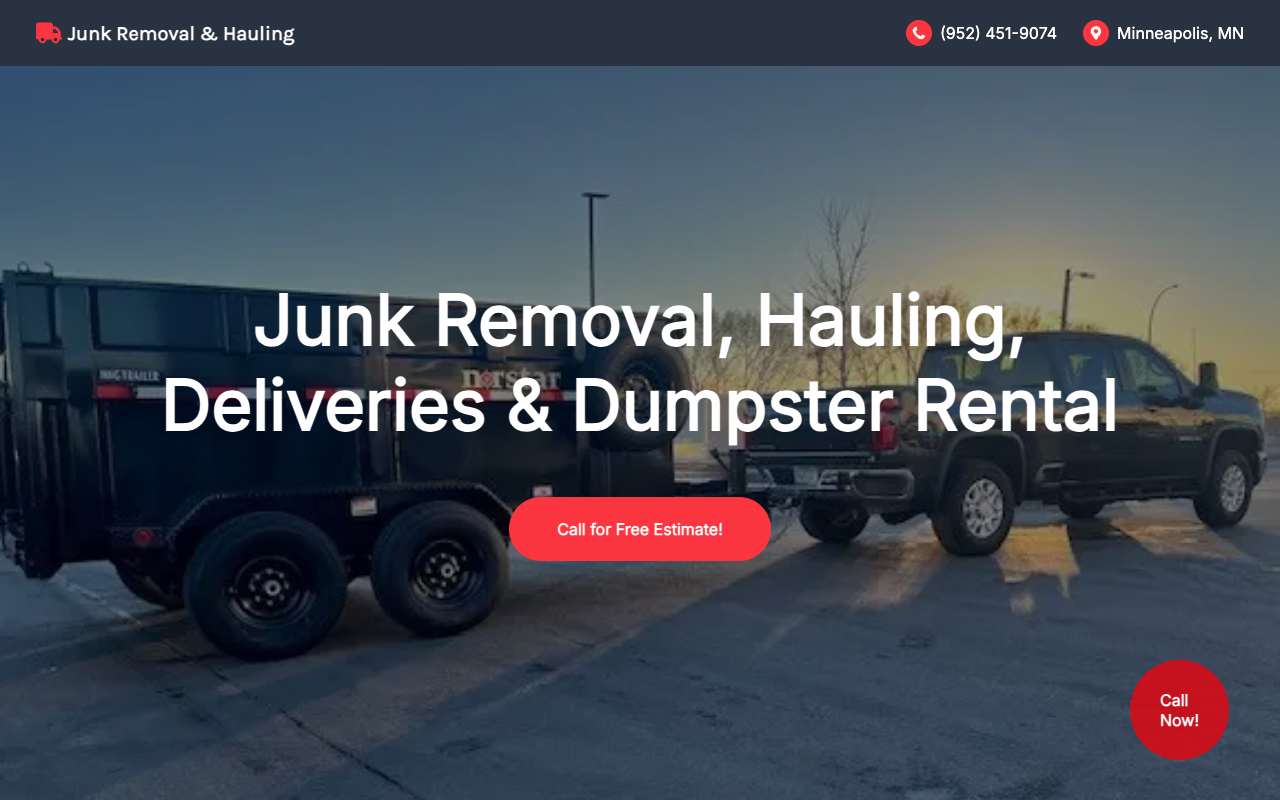 Junk Removal & Hauling
(952) 451-9074
Minneapolis, MN
Junk Removal, Hauling,
Deliveries & Dumpster Rental
norstar
Call for Free Estimate!
Call
Now!